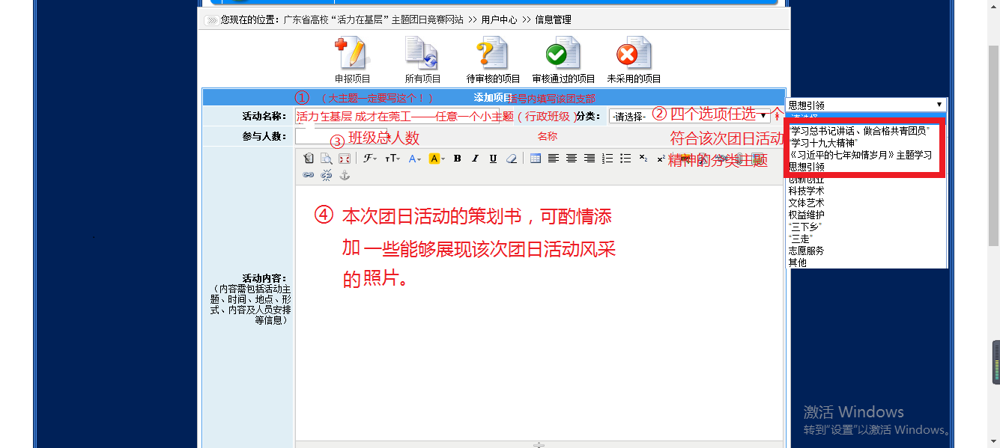 您现在的位置：广东省高校“活力在基层”主题团日竞赛网站 >> 用户中心 >> 信息管理
申报项目 所有项目 待审核的项目 审核通过的项目 未采用的项目
① （大主题一定要写这个！） 添加项目 括号内填写该团支部
思想引领
活动名称： 活力在基层 成才在莞工——任意一个小主题（行政班级） 分类： -请选择- ② 四个选项任选一个 *
-请选择-
参与人数： ③ 班级总人数 名称 符合该次团日活动
“学习总书记讲话、做合格共青团员”
“学习十九大精神”
《习近平的七年知情岁月》主题学习
精神的分类主题
思想引领
创新创业
科技学术
文体艺术
权益维护
“三下乡”
“三走”
志愿服务
其他
④ 本次团日活动的策划书，可酌情添
加一些能够展现该次团日活动风采
的照片。
活动内容：
（内容需包括活动主
题、时间、地点、形
式、内容及人员安排
等信息）
激活 Windows
转到“设置”以激活 Windows。